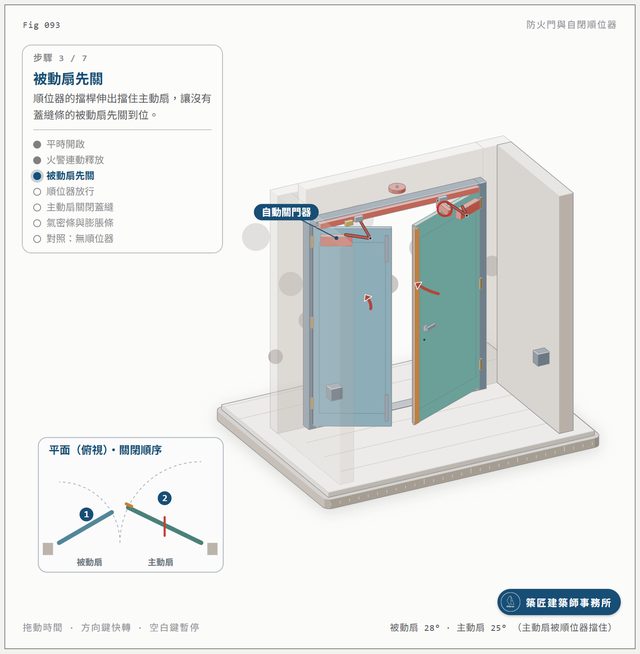 Fig 093
防火門與自閉順位器
步驟 3 / 7
被動扇先關
順位器的擋桿伸出擋住主動扇，讓沒有
蓋縫條的被動扇先關到位。
平時開啟
火警連動釋放
被動扇先關
順位器放行
主動扇關閉蓋縫
氣密條與膨脹條
對照：無順位器
自動關門器
平面（俯視）・關閉順序
1
2
被動扇
主動扇
築匠建築師事務所
拖動時間 · 方向鍵快轉 · 空白鍵暫停
被動扇 28° · 主動扇 25° （主動扇被順位器擋住）